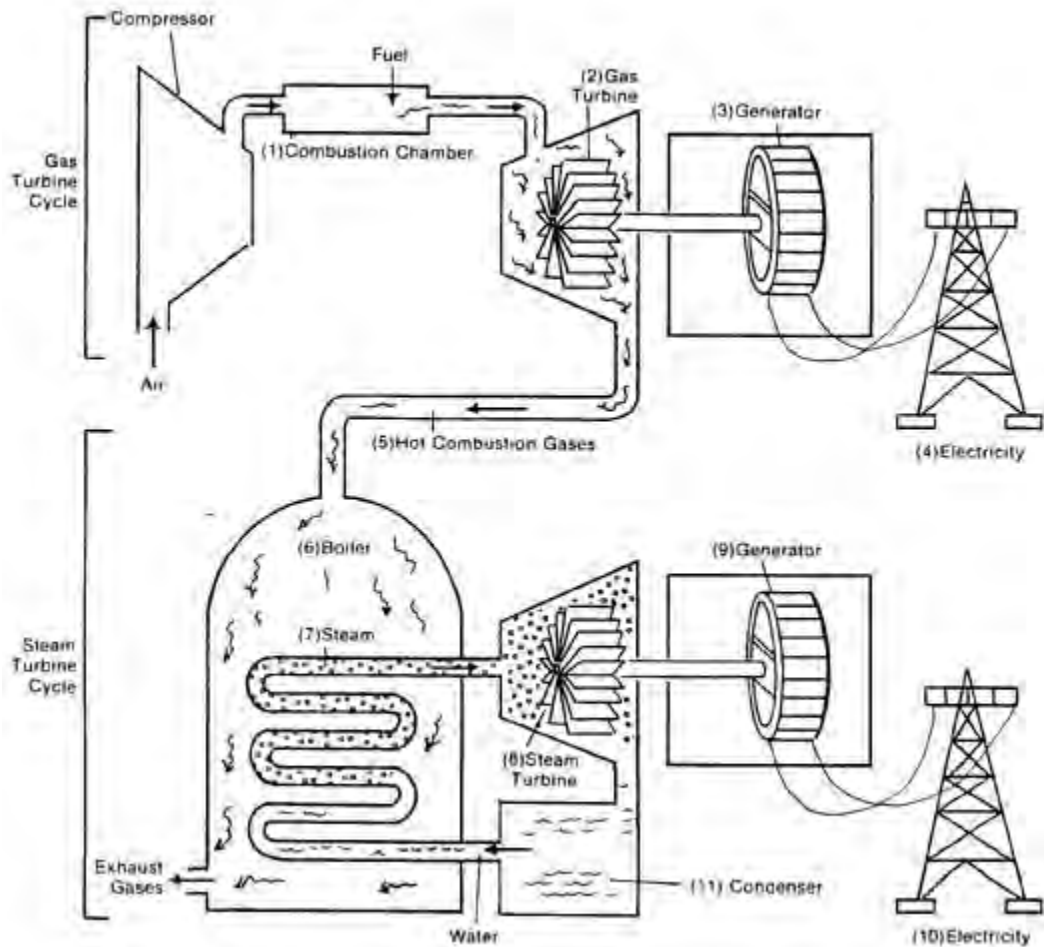 Compressor
Fuel
(2)Gas
Turbine
(3)Generator
(1)Combustion Chamber
Gas
Turbine
Cycle
Air
(5)Hot Combustion Gases
(4)Electricity
(6)Boiler
(9)Generator
(7)Steam
Steam
Turbine
Cycle
(8)Steam
Turbine
Exhaust
Gases
(11) Condenser
Water
(10)Electricity